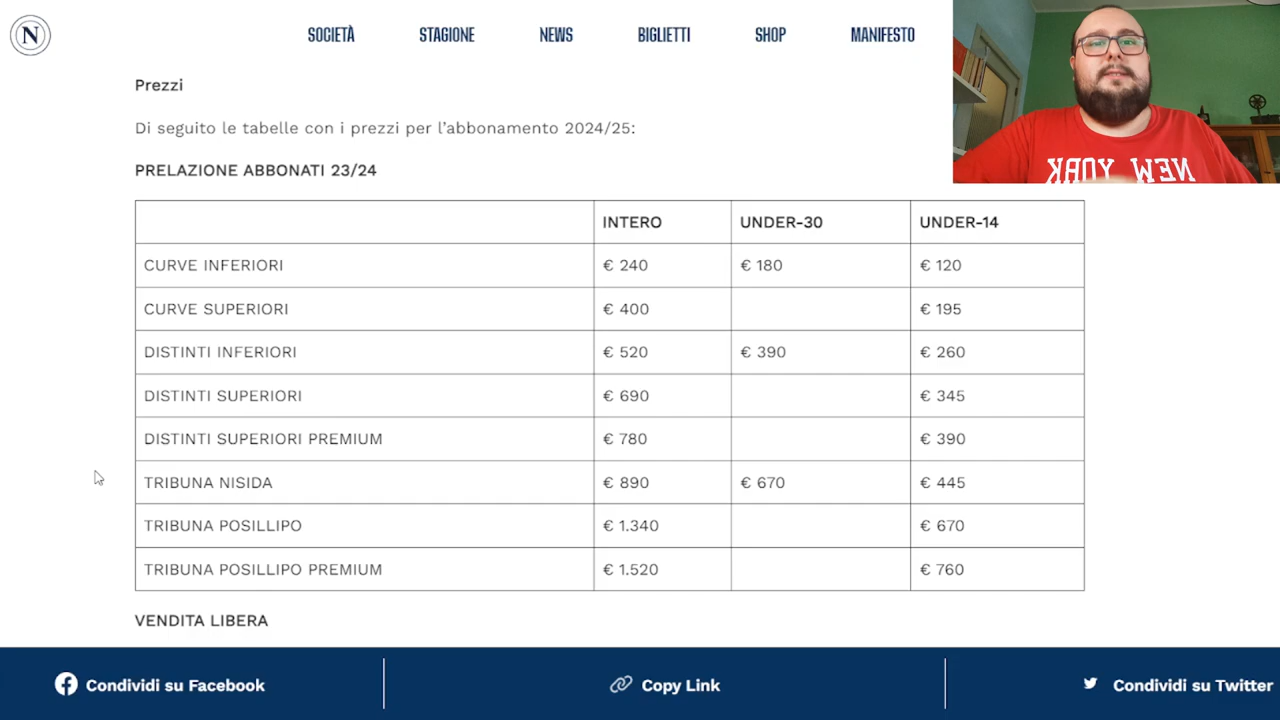 N
SOCIETÀ STAGIONE NEWS BIGLIETTI SHOP MANIFESTO
Prezzi
Di seguito le tabelle con i prezzi per l'abbonamento 2024/25:
PRELAZIONE ABBONATI 23/24
INTERO UNDER-30 UNDER-14
CURVE INFERIORI € 240 € 180 € 120
CURVE SUPERIORI € 400 € 195
DISTINTI INFERIORI € 520 € 390 € 260
DISTINTI SUPERIORI € 690 € 345
DISTINTI SUPERIORI PREMIUM € 780 € 390
TRIBUNA NISIDA € 890 € 670 € 445
TRIBUNA POSILLIPO € 1.340 € 670
TRIBUNA POSILLIPO PREMIUM € 1.520 € 760
VENDITA LIBERA
Condividi su Facebook Copy Link Condividi su Twitter
NEW YORK